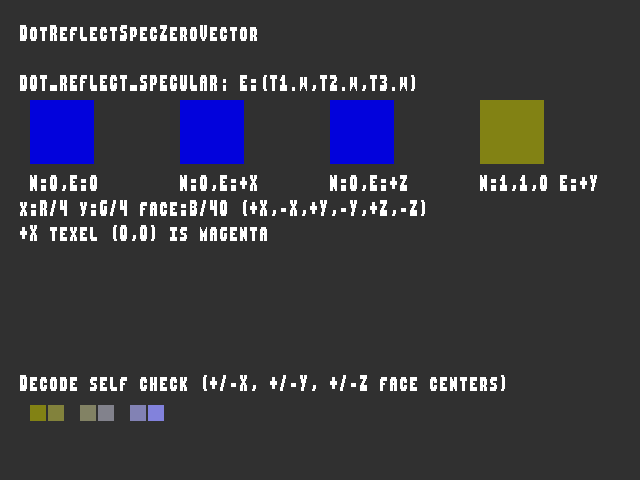 DotReflectSpecZeroVector
DOT_REFLECT_SPECULAR: E:(T1.w,T2.w,T3.w)
N:0,E:0 N:0,E:+X N:0,E:+Z N:1,1,0 E:+Y
x:R/4 y:G/4 face:B/40 (+X,-X,+Y,-Y,+Z,-Z)
+X texel (0,0) is magenta
Decode self check (+/-X, +/-Y, +/-Z face centers)